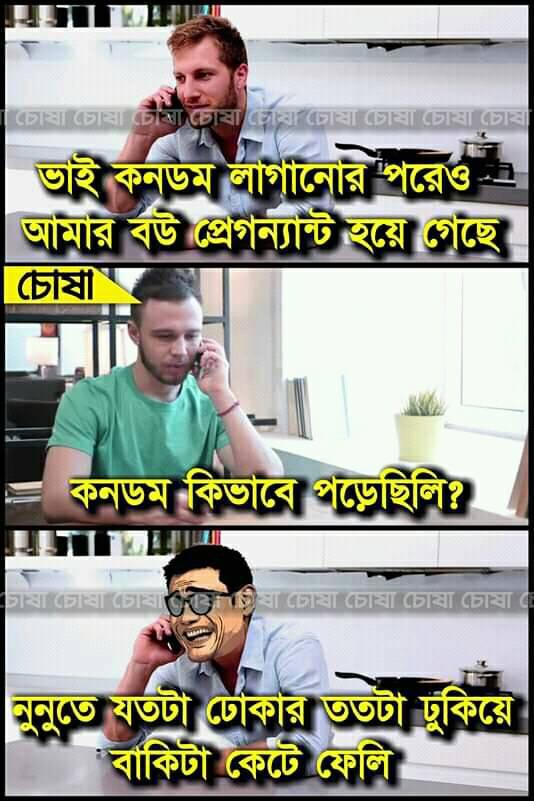 চোষা চোষা চোষা চোষা চোষা চোষা চোষা চোষা চোষা
ভাই কনডম লাগানোর পরেও
আমার বউ প্রেগন্যান্ট হয়ে গেছে
চোষা
কনডম কিভাবে পড়েছিলি?
চোষা চোষা চোষা চোষা চোষা চোষা চোষা চোষা চোষা
নুনুতে যতটা ঢোকার ততটা ঢুকিয়ে
বাকিটা কেটে ফেলি